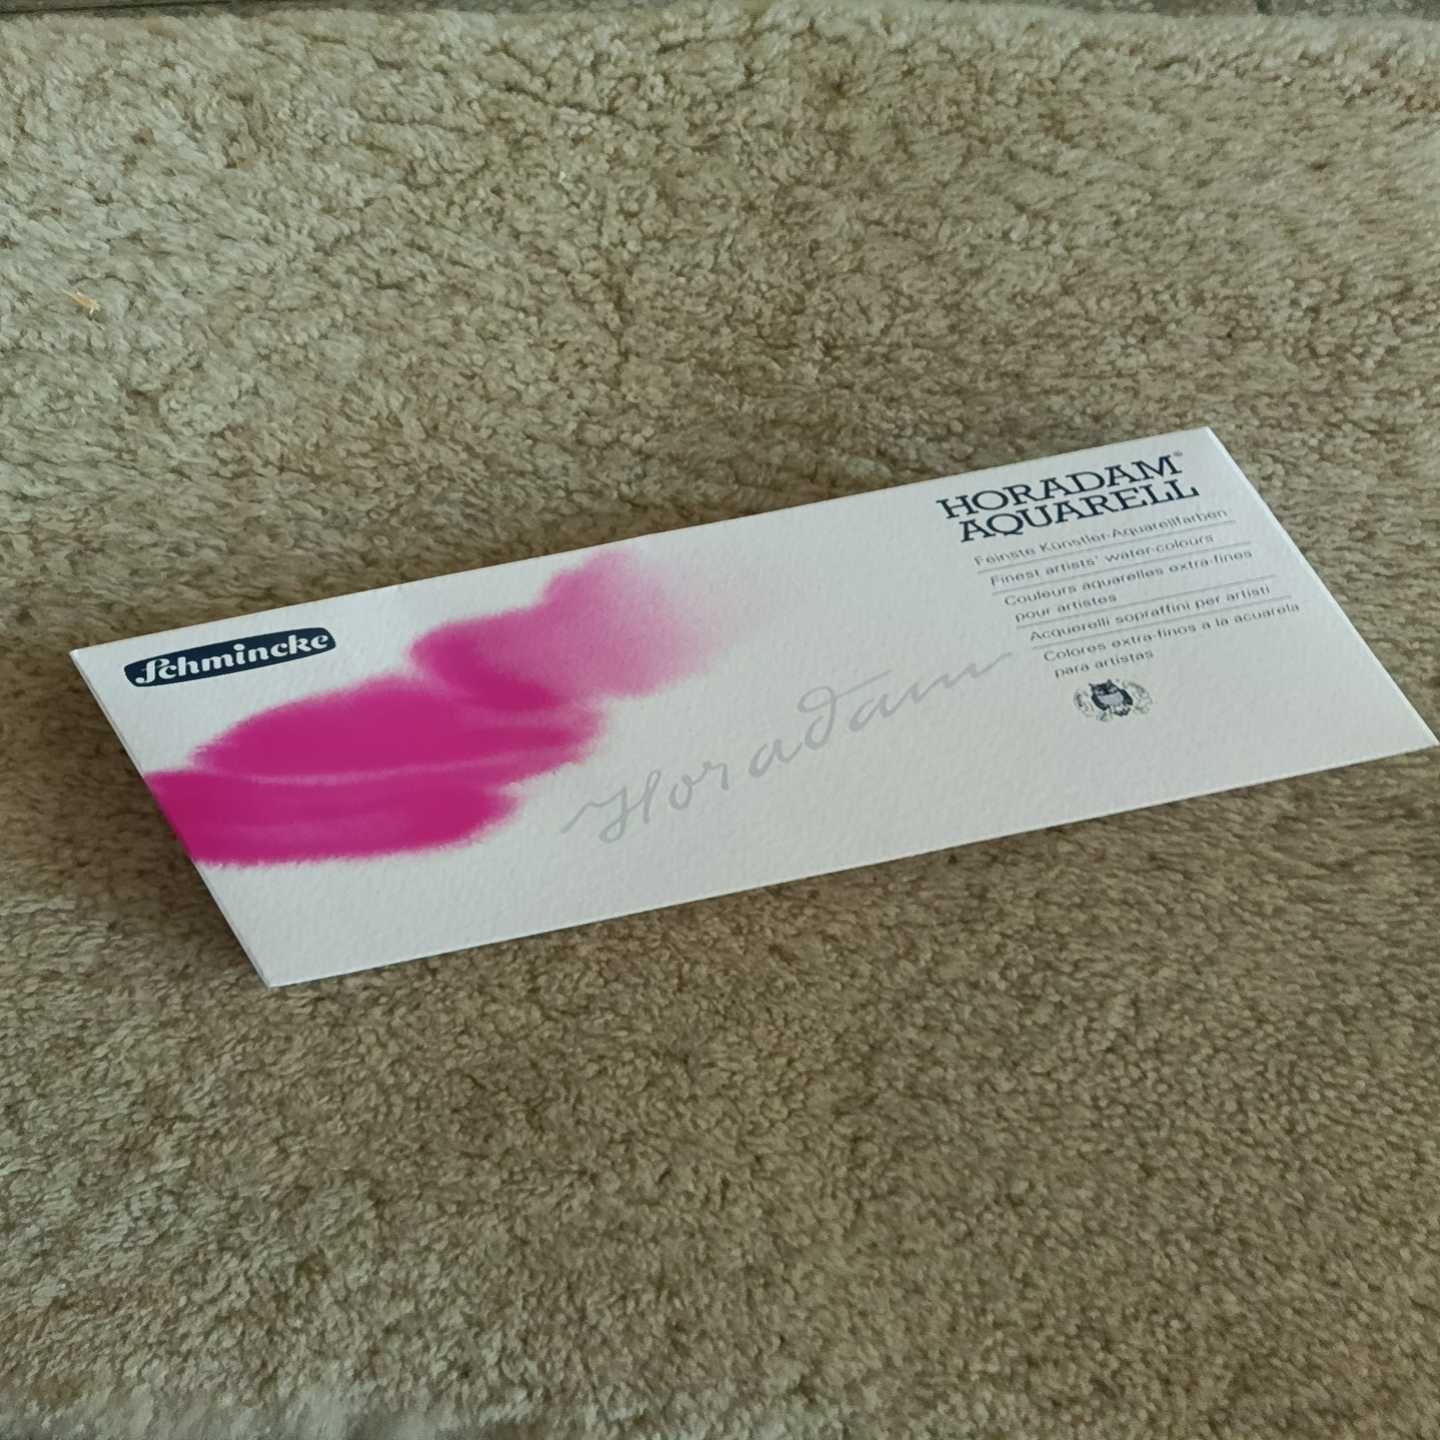 Schmincke
HORADAM®
AQUARELL
Feinste Künstler-Aquarellfarben
Finest artists' water-colours
Couleurs aquarelles extra-fines
pour artistes
Acquerelli sopraffini per artisti
Colores extra-finos a la acuarela
para artistas
Horadam